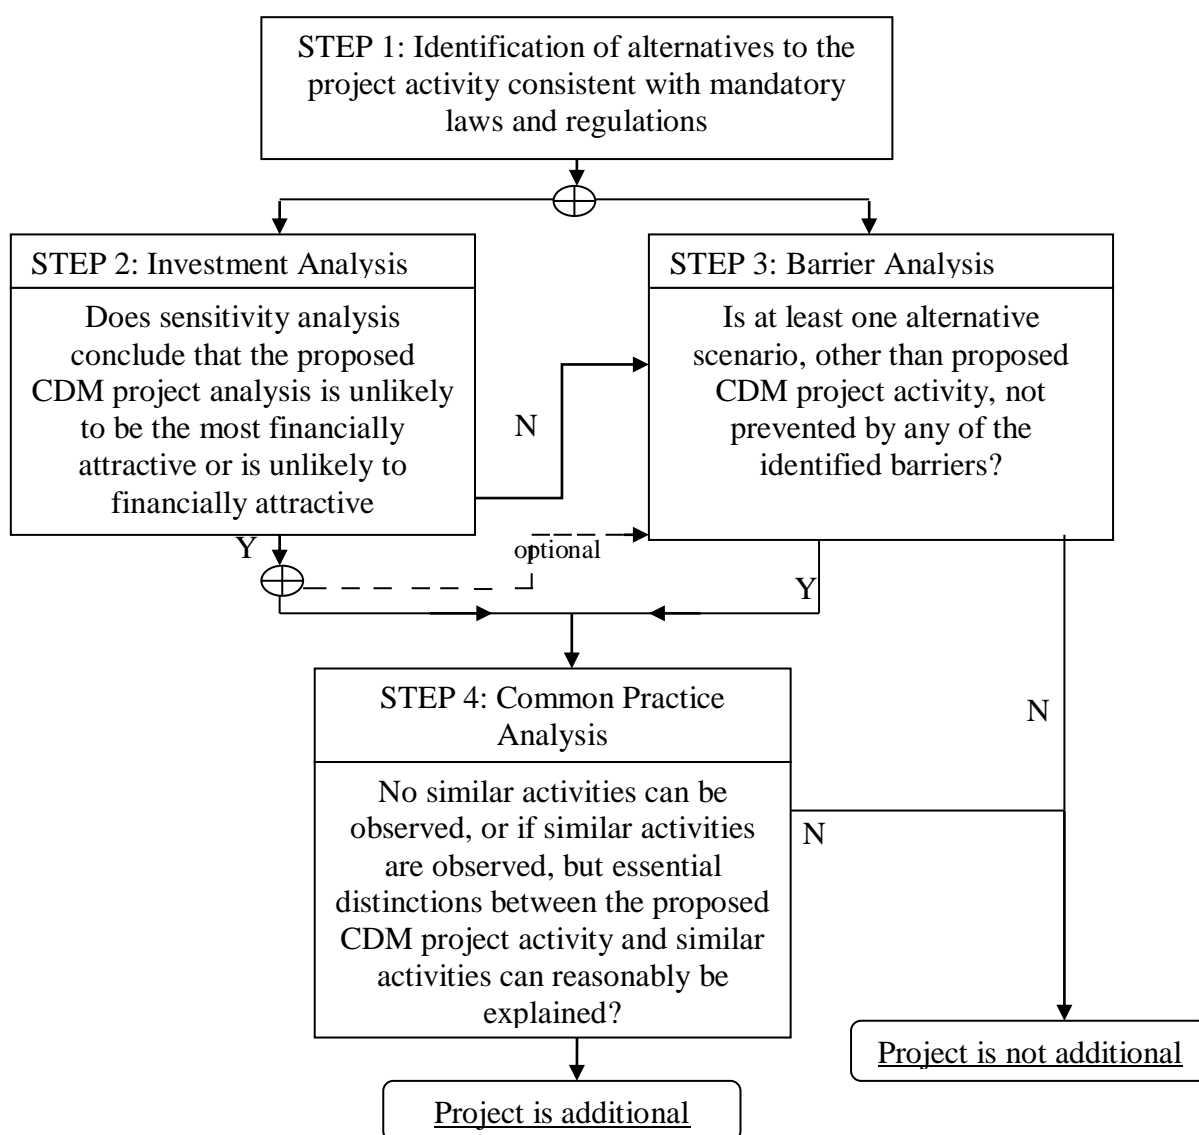 STEP 1: Identification of alternatives to the
project activity consistent with mandatory
laws and regulations
STEP 2: Investment Analysis
Does sensitivity analysis
conclude that the proposed
CDM project analysis is unlikely
to be the most financially
attractive or is unlikely to
financially attractive
STEP 3: Barrier Analysis
Is at least one alternative
scenario, other than proposed
CDM project activity, not
prevented by any of the
identified barriers?
N
Y
optional
Y
N
STEP 4: Common Practice
Analysis
No similar activities can be
observed, or if similar activities
are observed, but essential
distinctions between the proposed
CDM project activity and similar
activities can reasonably be
explained?
N
Project is not additional
Project is additional